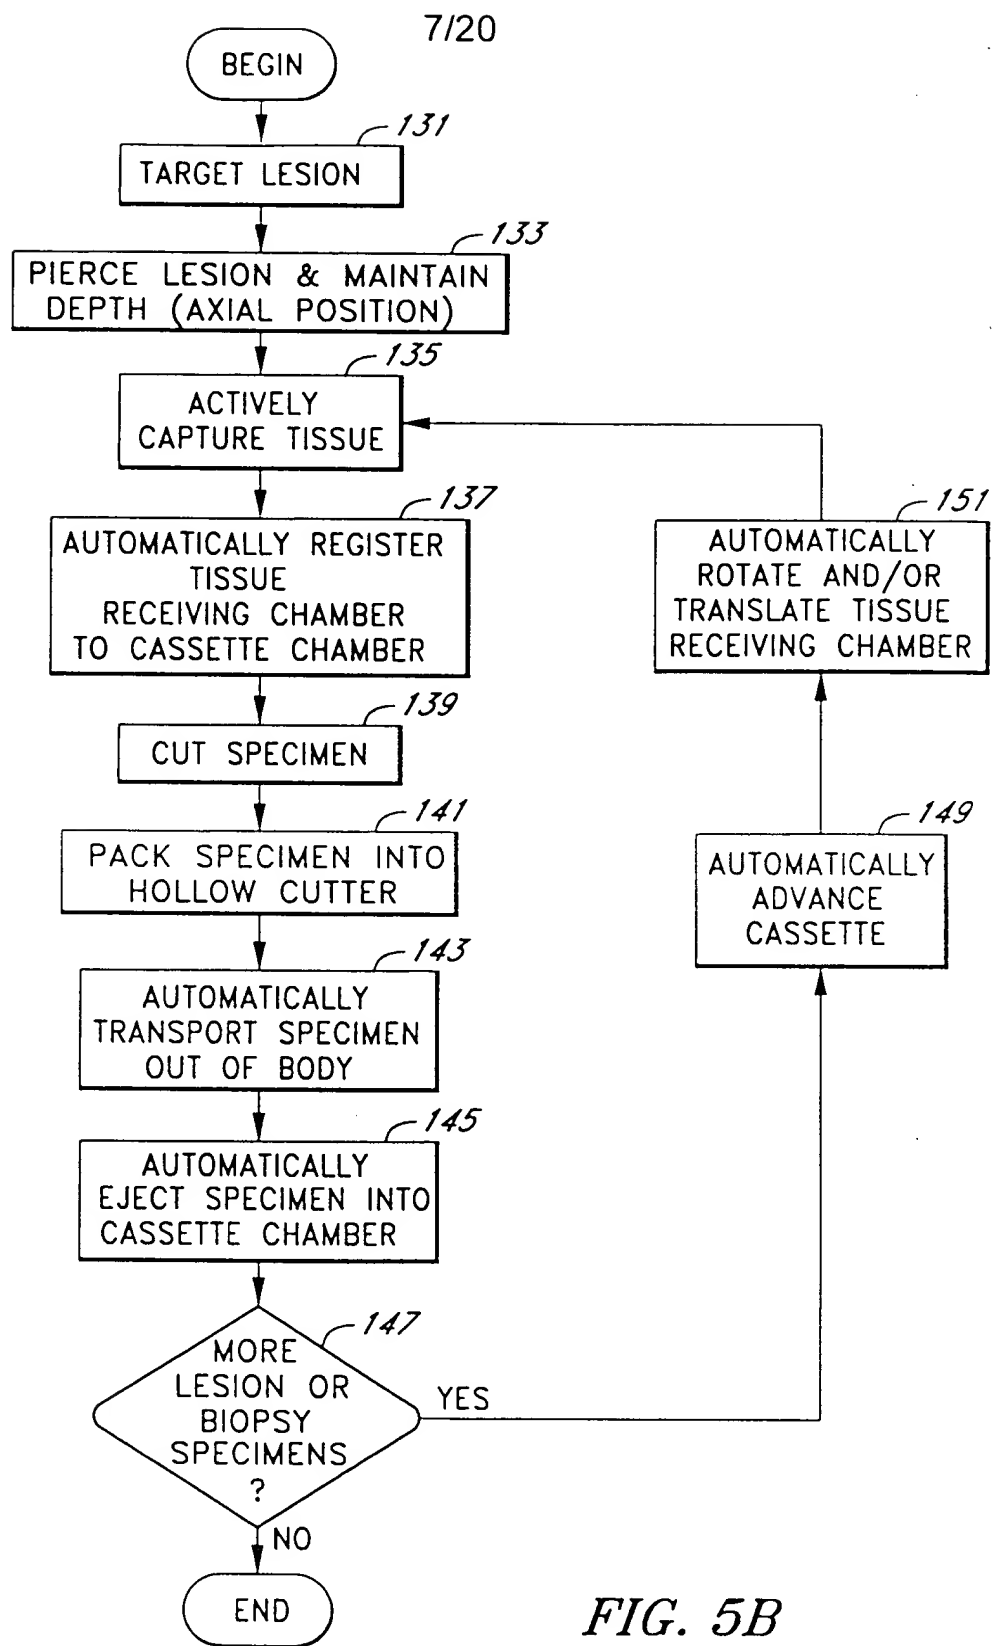 7/20
BEGIN
131
TARGET LESION
133
PIERCE LESION & MAINTAIN
DEPTH (AXIAL POSITION)
135
ACTIVELY
CAPTURE TISSUE
137
AUTOMATICALLY REGISTER
TISSUE
RECEIVING CHAMBER
TO CASSETTE CHAMBER
139
CUT SPECIMEN
141
PACK SPECIMEN INTO
HOLLOW CUTTER
143
AUTOMATICALLY
TRANSPORT SPECIMEN
OUT OF BODY
145
AUTOMATICALLY
EJECT SPECIMEN INTO
CASSETTE CHAMBER
147
MORE
LESION OR
BIOPSY
SPECIMENS
?
YES
NO
END
149
AUTOMATICALLY
ADVANCE
CASSETTE
151
AUTOMATICALLY
ROTATE AND/OR
TRANSLATE TISSUE
RECEIVING CHAMBER
FIG. 5B